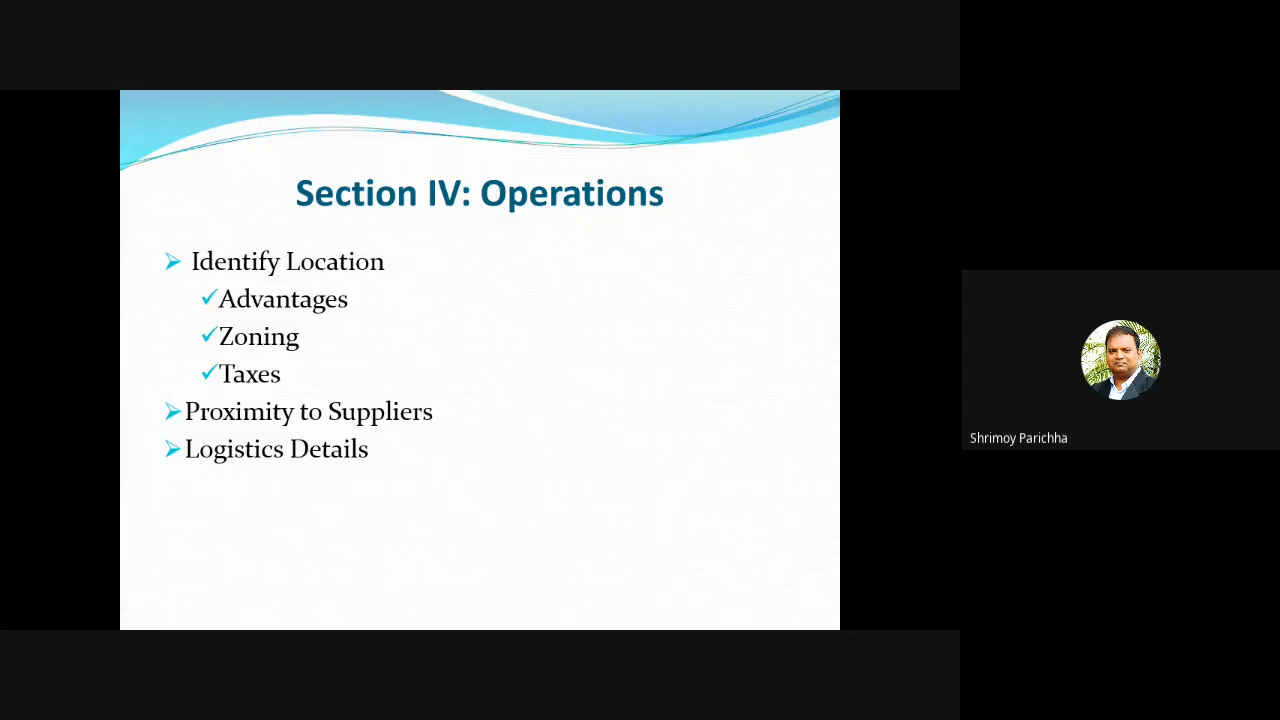 Section IV: Operations
Identify Location
Advantages
Zoning
Taxes
Proximity to Suppliers
Logistics Details
Shrimoy Parichha